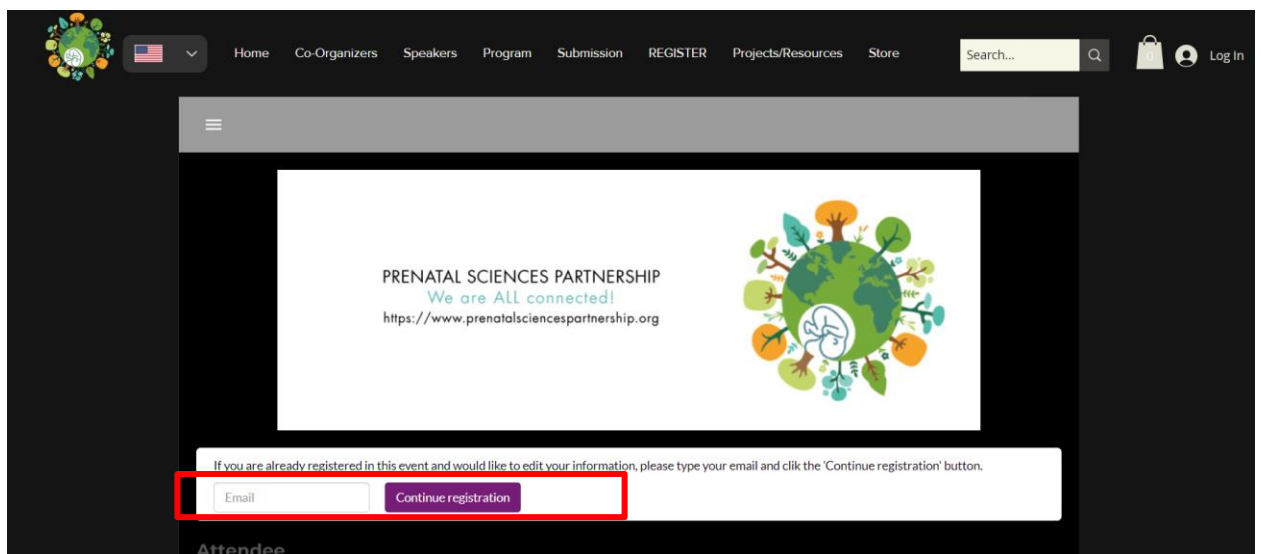 Home Co-Organizers Speakers Program Submission REGISTER Projects/Resources Store Search... 0 Log In
PRENATAL SCIENCES PARTNERSHIP
We are ALL connected!
https://www.prenatalsciencespartnership.org
If you are already registered in this event and would like to edit your information, please type your email and clik the 'Continue registration' button.
Email Continue registration
Attendee